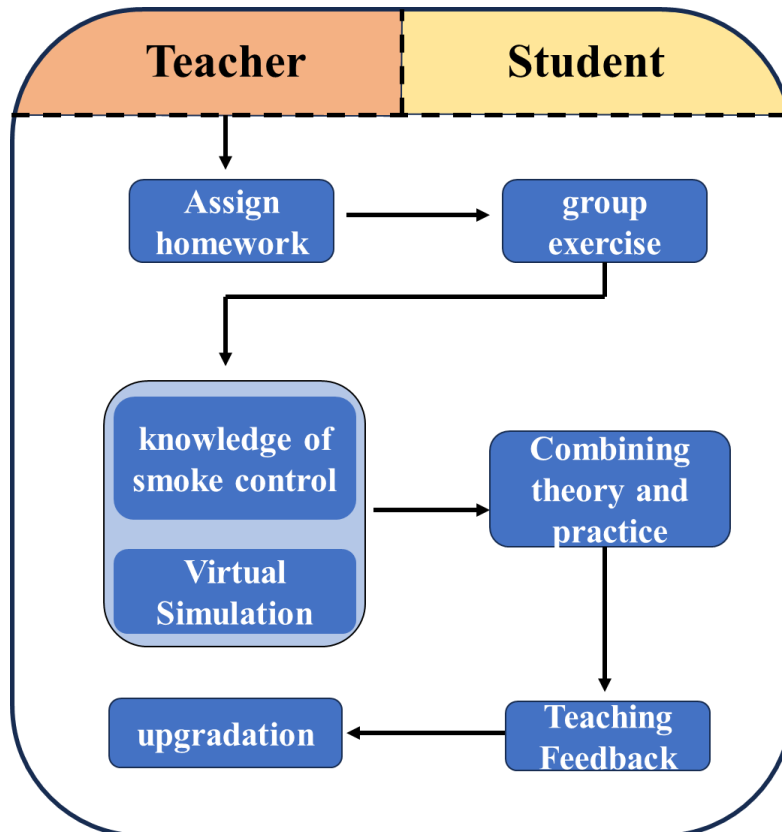 Teacher
Student
Assign
homework
group
exercise
knowledge of
smoke control
Combining
theory and
practice
Virtual
Simulation
upgradation
Teaching
Feedback